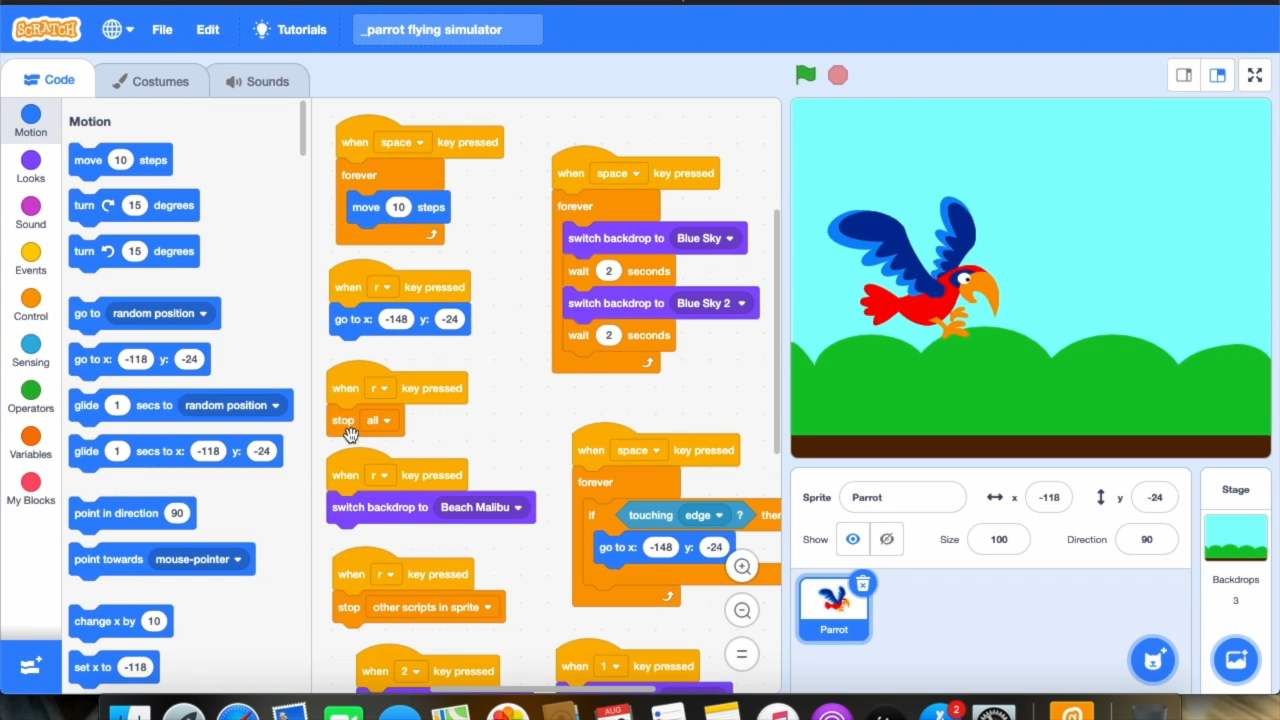 SCRATCH File Edit Tutorials _parrot flying simulator
Code Costumes Sounds
Motion
Looks
Sound
Events
Control
Sensing
Operators
Variables
My Blocks
Motion
move 10 steps
turn 15 degrees
turn 15 degrees
go to random position
go to x: -118 y: -24
glide 1 secs to random position
glide 1 secs to x: -118 y: -24
point in direction 90
point towards mouse-pointer
change x by 10
set x to -118
when space key pressed
forever
move 10 steps
when r key pressed
go to x: -148 y: -24
when r key pressed
stop all
when r key pressed
switch backdrop to Beach Malibu
when r key pressed
stop other scripts in sprite
when 2 key pressed
when space key pressed
forever
switch backdrop to Blue Sky
wait 2 seconds
switch backdrop to Blue Sky 2
wait 2 seconds
when space key pressed
forever
if touching edge ? then
go to x: -148 y: -24
when 1 key pressed
Sprite Parrot x -118 y -24
Show Size 100 Direction 90
Parrot
Stage
Backdrops
3
AUG
2